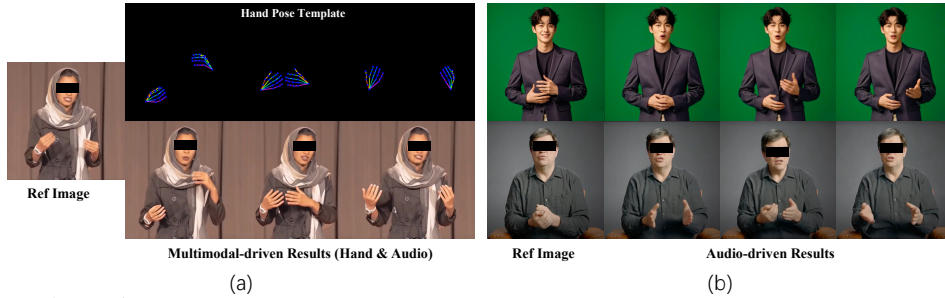 Hand Pose Template
Ref Image
Multimodal-driven Results (Hand & Audio)
Ref Image
Audio-driven Results
(a)
(b)